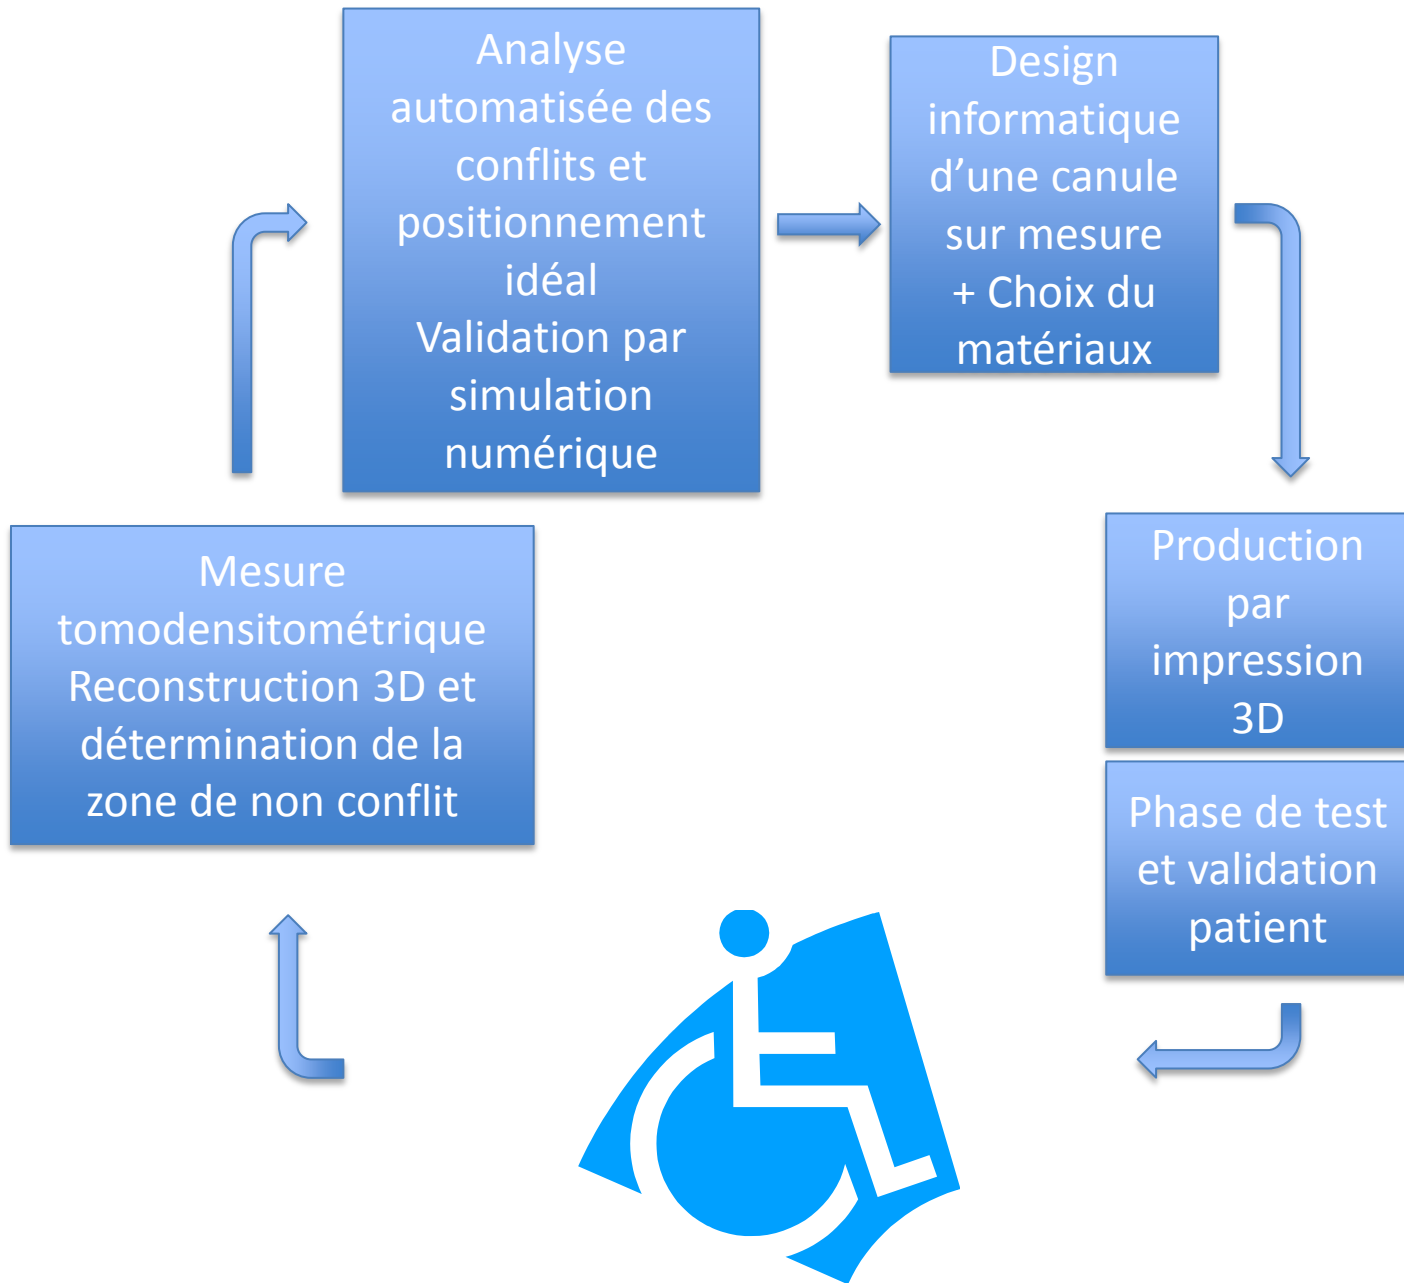 Analyse
automatisée des
conflits et
positionnement
idéal
Validation par
simulation
numérique
Design
informatique
d’une canule
sur mesure
+ Choix du
matériaux
Mesure
tomodensitométrique
Reconstruction 3D et
détermination de la
zone de non conflit
Production
par
impression
3D
Phase de test
et validation
patient